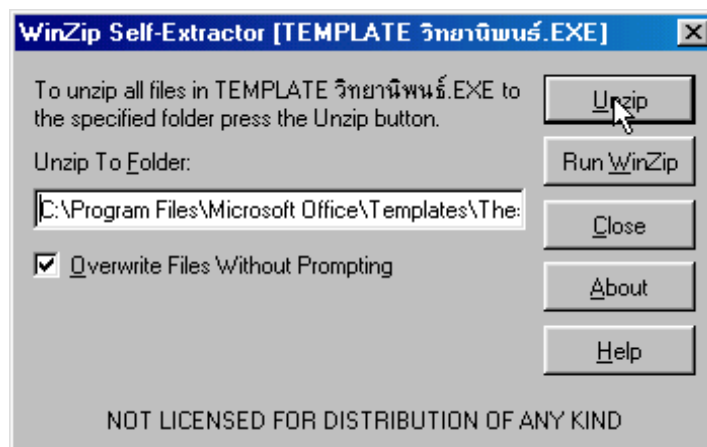 WinZip Self-Extractor [TEMPLATE วิทยานิพนธ์.EXE]
To unzip all files in TEMPLATE วิทยานิพนธ์.EXE to
the specified folder press the Unzip button.
Unzip
Unzip To Folder:
Run WinZip
C:\Program Files\Microsoft Office\Templates\Thes
Close
Overwrite Files Without Prompting
About
Help
NOT LICENSED FOR DISTRIBUTION OF ANY KIND